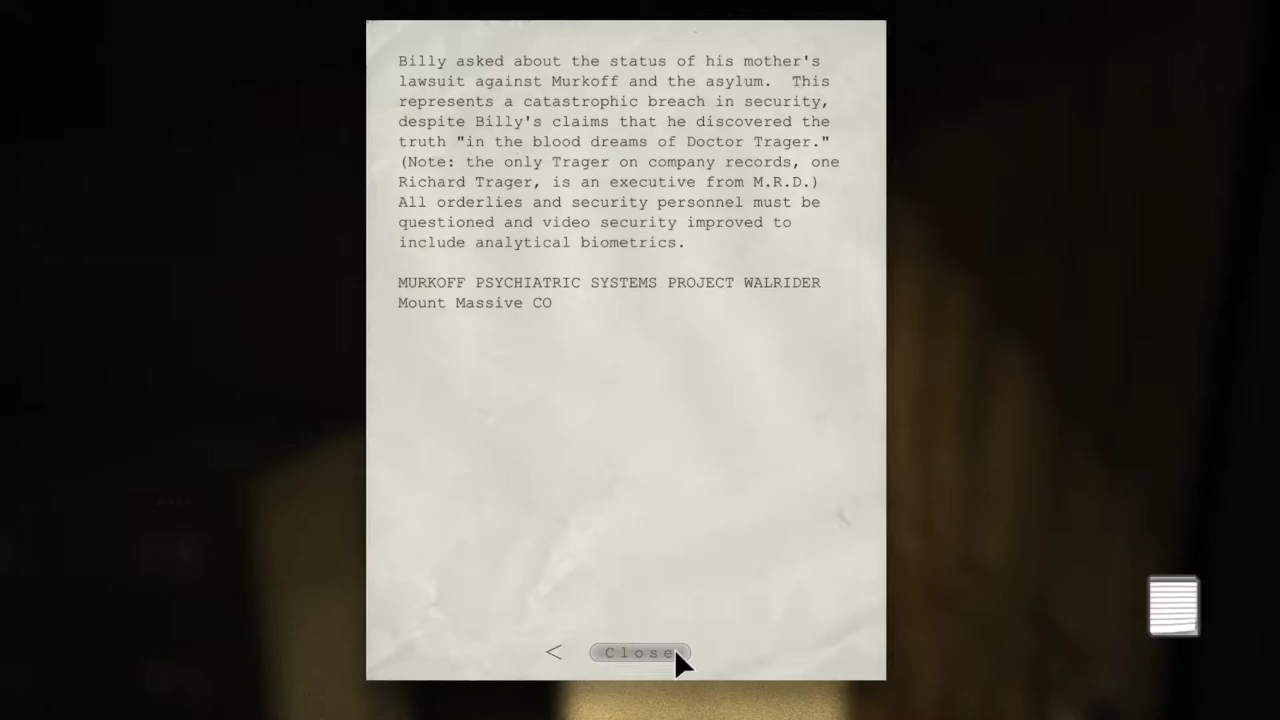 Billy asked about the status of his mother's
lawsuit against Murkoff and the asylum.  This
represents a catastrophic breach in security,
despite Billy's claims that he discovered the
truth "in the blood dreams of Doctor Trager."
(Note: the only Trager on company records, one
Richard Trager, is an executive from M.R.D.)
All orderlies and security personnel must be
questioned and video security improved to
include analytical biometrics.

MURKOFF PSYCHIATRIC SYSTEMS PROJECT WALRIDER
Mount Massive CO
< Close